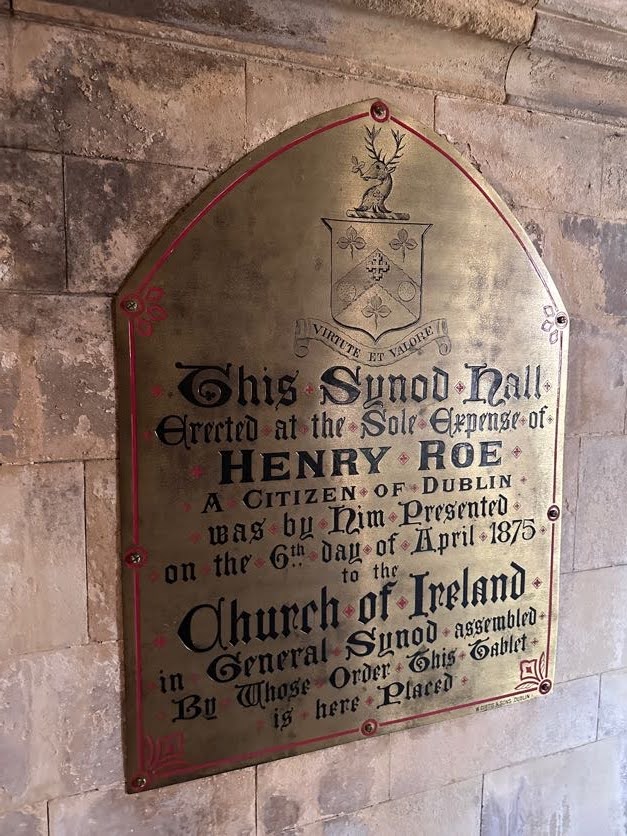 VIRTUTE ET VALORE
This Synod Hall
Erected at the Sole Expense of
HENRY ROE
A CITIZEN OF DUBLIN
was by Him Presented
on the 6th day of April 1875
to the
Church of Ireland
in General Synod assembled
By Whose Order This Tablet
is here Placed
& SONS, DUBLIN